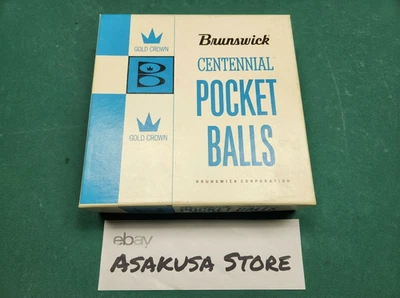 GOLD CROWN
B
GOLD CROWN
Brunswick
CENTENNIAL
POCKET
BALLS
BRUNSWICK CORPORATION
POCKET BALLS
ebay
ASAKUSA STORE